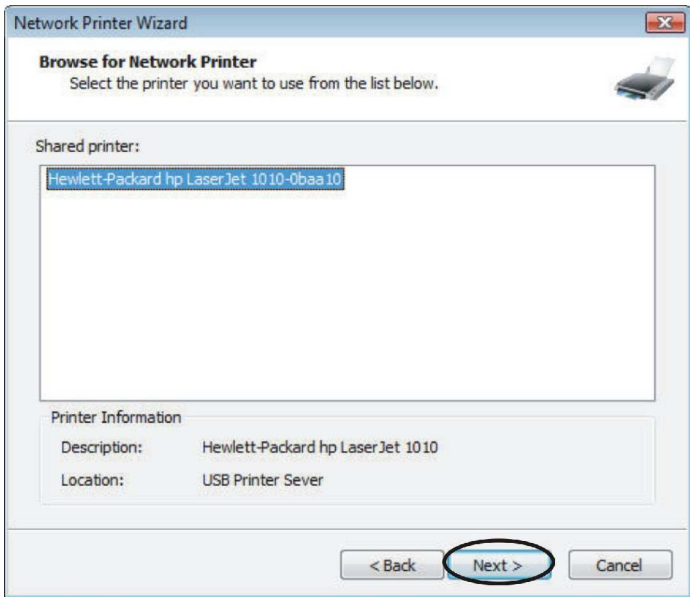 Network Printer Wizard
Browse for Network Printer
Select the printer you want to use from the list below.
Shared printer:
Hewlett-Packard hp LaserJet 1010-0baa10
Printer Information
Description: Hewlett-Packard hp LaserJet 1010
Location: USB Printer Sever
< Back Next > Cancel